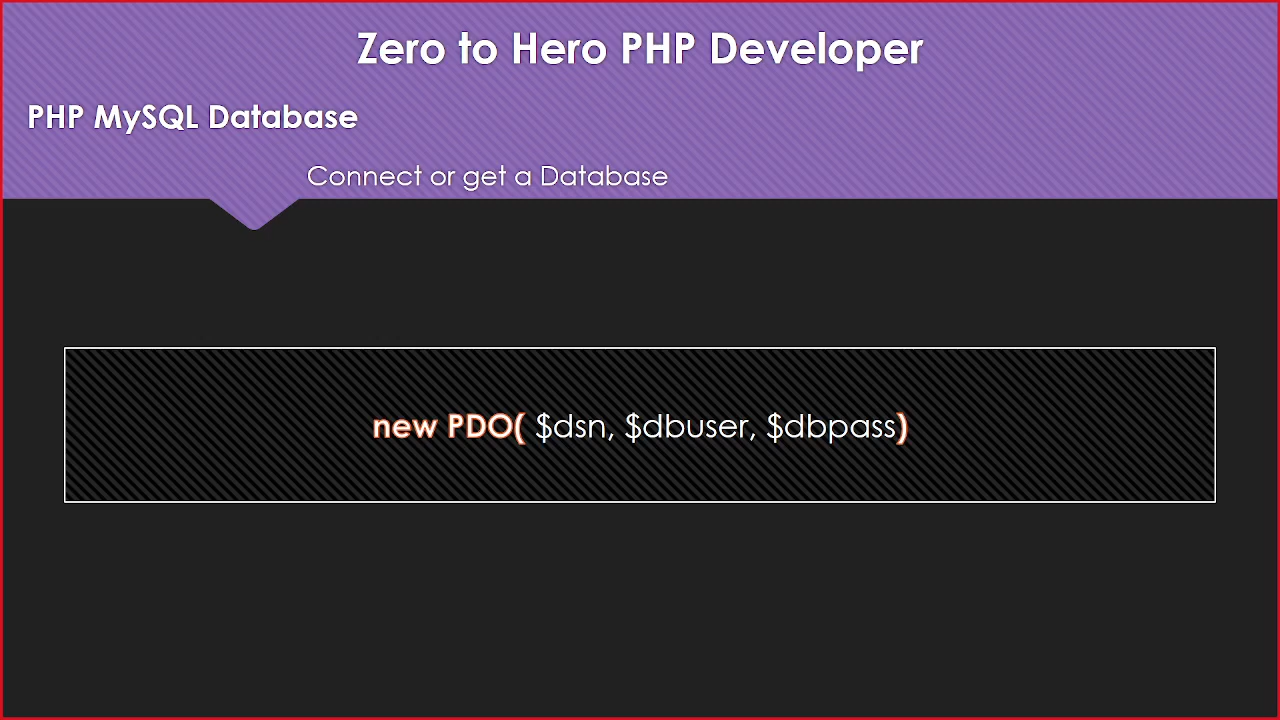 Zero to Hero PHP Developer
PHP MySQL Database
Connect or get a Database
new PDO( $dsn, $dbuser, $dbpass)